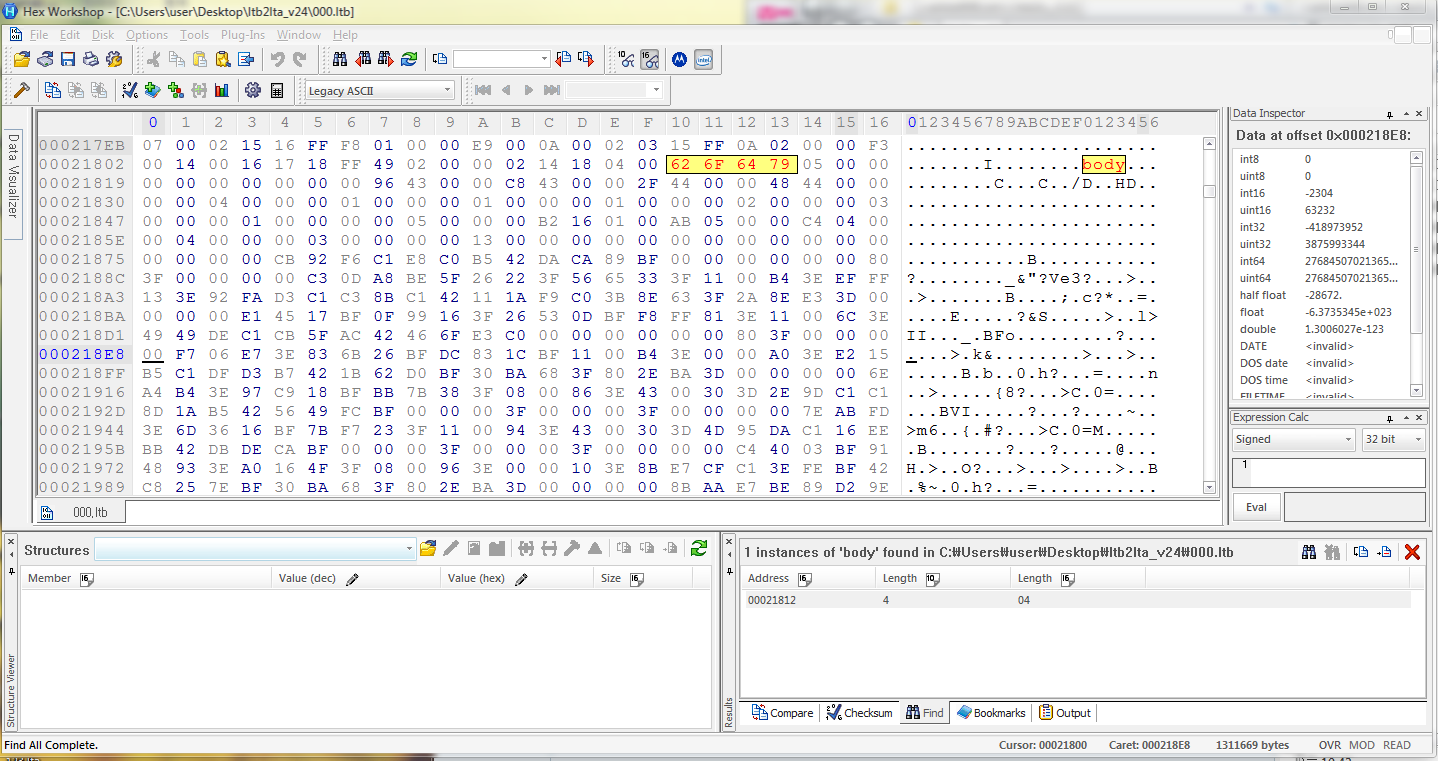 Hex Workshop - [C:\Users\user\Desktop\ltb2lta_v24\000.ltb]
File Edit Disk Options Tools Plug-Ins Window Help
Legacy ASCII
0 1 2 3 4 5 6 7 8 9 A B C D E F 10 11 12 13 14 15 16 0123456789ABCDEF0123456
000217EB 07 00 02 15 16 FF F8 01 00 00 E9 00 0A 00 02 03 15 FF 0A 02 00 00 F3 .......................
00021802 00 14 00 16 17 18 FF 49 02 00 00 02 14 18 04 00 62 6F 64 79 05 00 00 .......I........body...
00021819 00 00 00 00 00 00 96 43 00 00 C8 43 00 00 2F 44 00 00 48 44 00 00 00 .......C...C../D..HD...
00021830 00 00 04 00 00 00 01 00 00 00 01 00 00 00 01 00 00 00 02 00 00 00 03 .......................
00021847 00 00 00 01 00 00 00 00 05 00 00 00 B2 16 01 00 AB 05 00 00 C4 04 00 .......................
0002185E 00 04 00 00 00 03 00 00 00 13 00 00 00 00 00 00 00 00 00 00 00 00 00 .......................
00021875 00 00 00 00 CB 92 F6 C1 E8 C0 B5 42 DA CA 89 BF 00 00 00 00 00 00 80 ...........B...........
0002188C 3F 00 00 00 C3 0D A8 BE 5F 26 22 3F 56 65 33 3F 11 00 B4 3E EF FF ?......._&"?Ve3?...>..
000218A3 13 3E 92 FA D3 C1 C3 8B C1 42 11 1A F9 C0 3B 8E 63 3F 2A 8E E3 3D 00 .>.......B....;.c?*..=.
000218BA 00 00 00 E1 45 17 BF 0F 99 16 3F 26 53 0D BF F8 FF 81 3E 11 00 6C 3E ....E.....?&S.....>..l>
000218D1 49 49 DE C1 CB 5F AC 42 46 6F E3 C0 00 00 00 00 00 80 3F 00 00 00 II..._.BFo........?...
000218E8 00 F7 06 E7 3E 83 6B 26 BF DC 83 1C BF 11 00 B4 3E 00 00 A0 3E E2 15 ....>.k&........>...>..
000218FF B5 C1 DF D3 B7 42 1B 62 D0 BF 30 BA 68 3F 80 2E BA 3D 00 00 00 00 6E .....B.b..0.h?...=....n
00021916 A4 B4 3E 97 C9 18 BF BB 7B 38 3F 08 00 86 3E 43 00 30 3D 2E 9D C1 C1 ..>.....{8?...>C.0=....
0002192D 8D 1A B5 42 56 49 FC BF 00 00 00 3F 00 00 00 3F 00 00 00 00 7E AB FD ...BVI.....?...?....~..
00021944 3E 6D 36 16 BF 7B F7 23 3F 11 00 94 3E 43 00 30 3D 4D 95 DA C1 16 EE >m6..{.#?...>C.0=M.....
0002195B BB 42 DB DE CA BF 00 00 00 3F 00 00 00 3F 00 00 00 00 C4 40 03 BF 91 .B.......?...?.....@...
00021972 48 93 3E A0 16 4F 3F 08 00 96 3E 00 00 10 3E 8B E7 CF C1 3E FE BF 42 H.>..O?...>...>....>..B
00021989 C8 25 7E BF 30 BA 68 3F 80 2E BA 3D 00 00 00 00 8B AA E7 BE 89 D2 9E .%~.0.h?...=...........
Data Visualizer
Data Inspector
Data at offset 0x000218E8:
int8 0
uint8 0
int16 -2304
uint16 63232
int32 -418973952
uint32 3875993344
int64 27684507021365...
uint64 27684507021365...
half float -28672.
float -6.3735345e+023
double 1.3006027e-123
DATE <invalid>
DOS date <invalid>
DOS time <invalid>
FILETIME <invalid>
Expression Calc
Signed 32 bit
1
Eval
000.ltb
Structures
Member Value (dec) Value (hex) Size
Structure Viewer
1 instances of 'body' found in C:₩Users₩user₩Desktop₩ltb2lta_v24₩000.ltb
Address Length Length
00021812 4 04
Results
Compare Checksum Find Bookmarks Output
Find All Complete. Cursor: 00021800 Caret: 000218E8 1311669 bytes OVR MOD READ